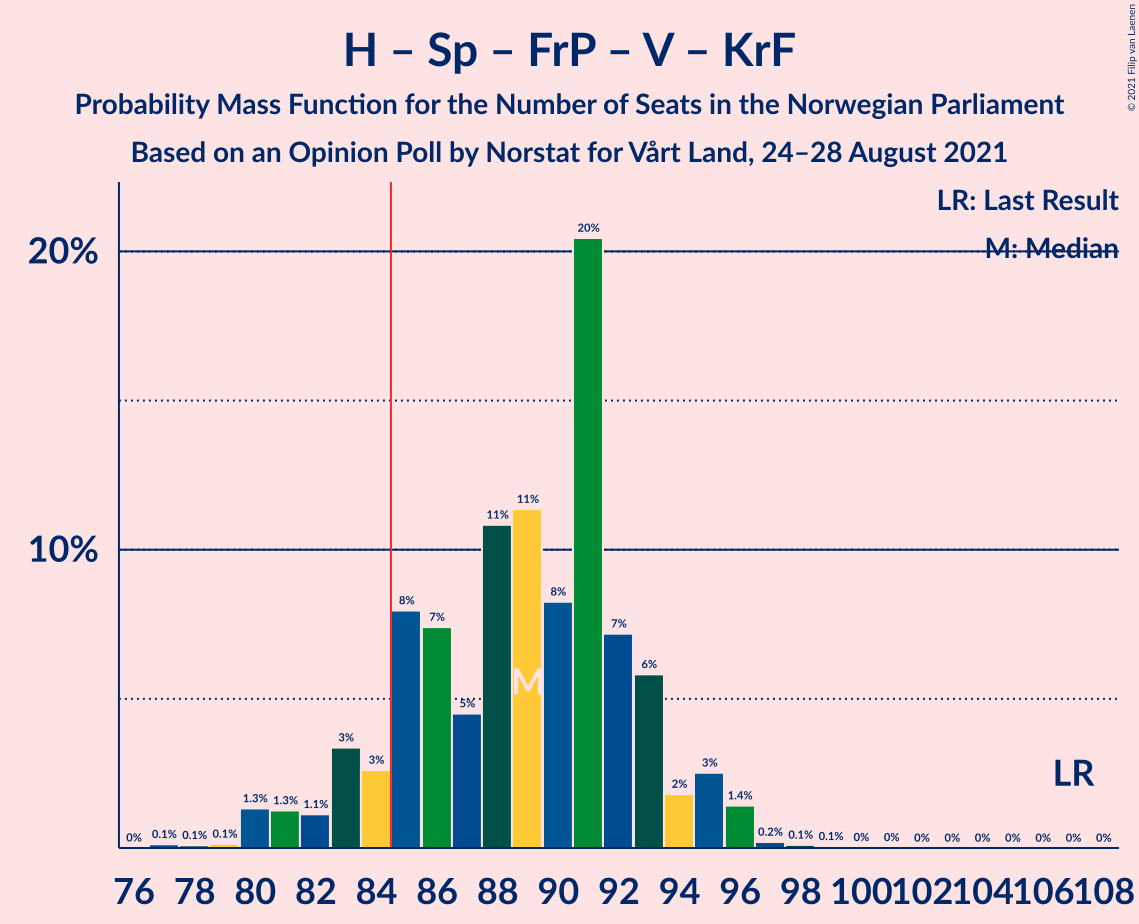 H – Sp – FrP – V – KrF
Probability Mass Function for the Number of Seats in the Norwegian Parliament
Based on an Opinion Poll by Norstat for Vårt Land, 24–28 August 2021
© 2021 Filip van Laenen
LR: Last Result
M: Median
20%
10%
0% 0.1% 0.1% 0.1% 1.3% 1.3% 1.1% 3% 3% 8% 7% 5% 11% 11% 8% 20% 7% 6% 2% 3% 1.4% 0.2% 0.1% 0.1% 0% 0% 0% 0% 0% 0% 0% 0% 0%
M
LR
76 78 80 82 84 86 88 90 92 94 96 98 100 102 104 106 108